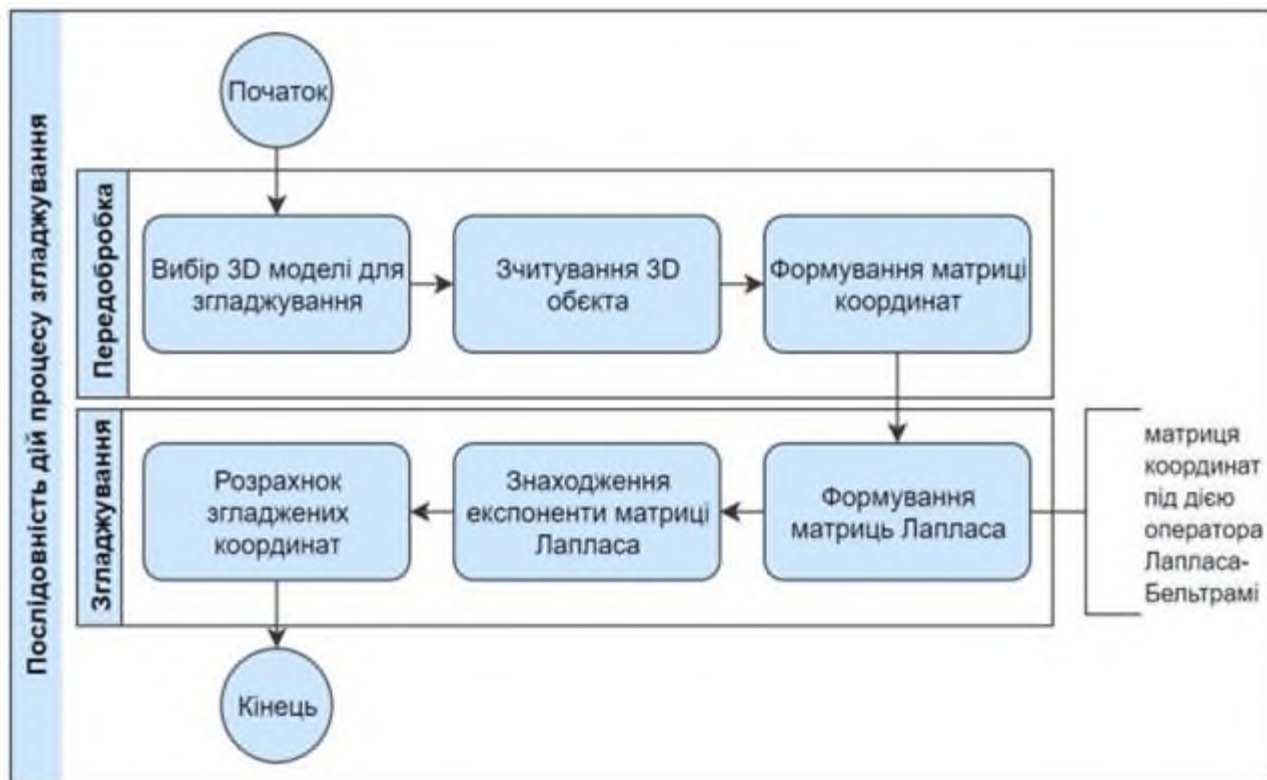 Послідовність дій процесу згладжування
Початок
Передобробка
Вибір 3D моделі для
згладжування
Зчитування 3D
обєкта
Формування матриці
координат
Згладжування
Розрахнок
згладжених
координат
Знаходження
експоненти матриці
Лапласа
Формування
матриць Лапласа
матриця
координат
під дією
оператора
Лапласа-
Бельтрамі
Кінець